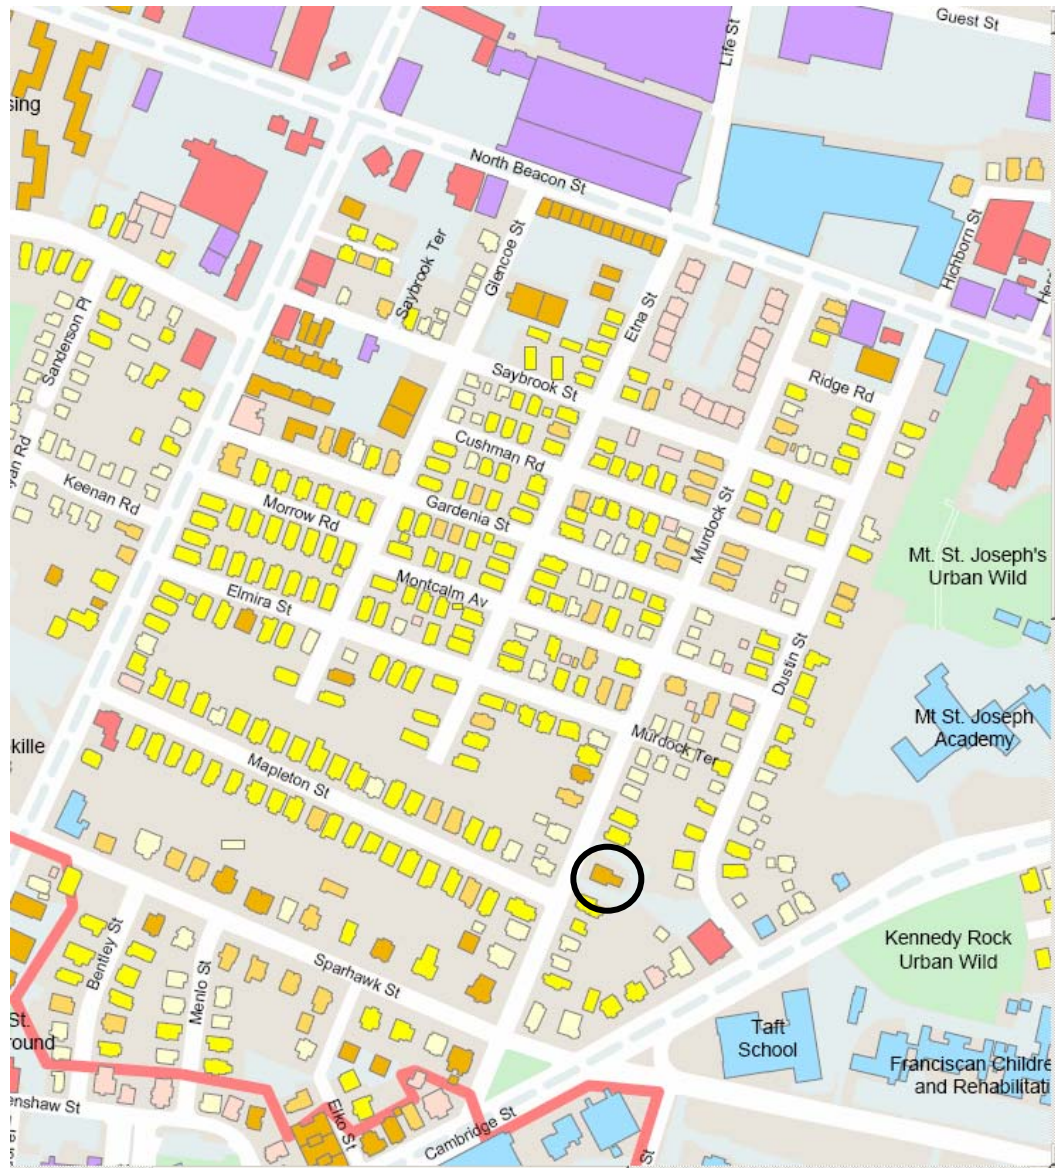 Guest St
Life St
sing
North Beacon St
Hichborn St
Saybrook Ter
Glencoe St
Etna St
Sanderson Pl
Ridge Rd
Saybrook St
Cushman Rd
Keenan Rd
Morrow Rd
Gardenia St
Murdock St
Mt. St. Joseph's
Urban Wild
Elmira St
Montcalm Av
Dustin St
Mt St. Joseph
Academy
kille
Murdock Ter
Mapleton St
Kennedy Rock
Urban Wild
Bentley St
Menlo St
Sparhawk St
St.
round
Taft
School
Franciscan Childre
and Rehabilitati
enshaw St
Elko St
Cambridge St
St